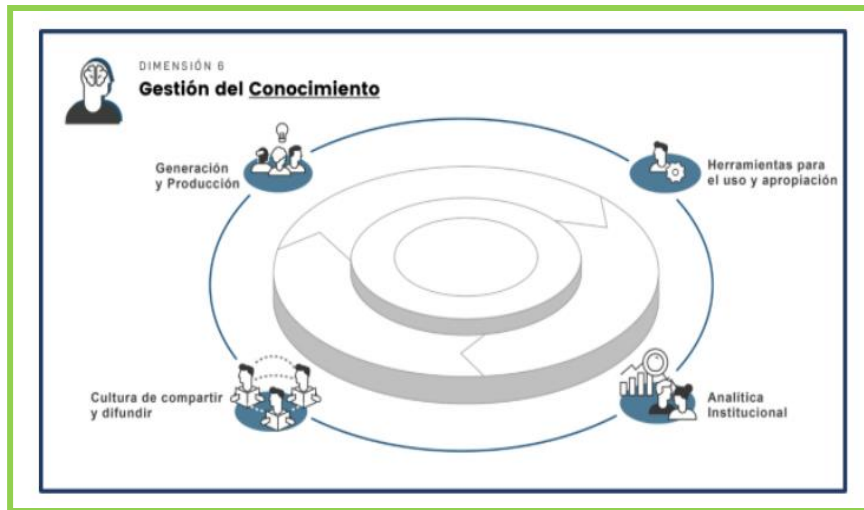 DIMENSIÓN 6
Gestión del Conocimiento
Generación
y Producción
Herramientas para
el uso y apropiación
Cultura de compartir
y difundir
Analítica
Institucional